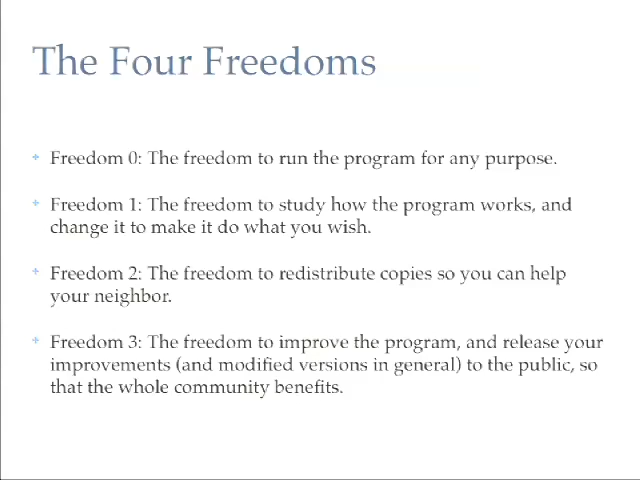 The Four Freedoms
Freedom 0: The freedom to run the program for any purpose.
Freedom 1: The freedom to study how the program works, and
change it to make it do what you wish.
Freedom 2: The freedom to redistribute copies so you can help
your neighbor.
Freedom 3: The freedom to improve the program, and release your
improvements (and modified versions in general) to the public, so
that the whole community benefits.